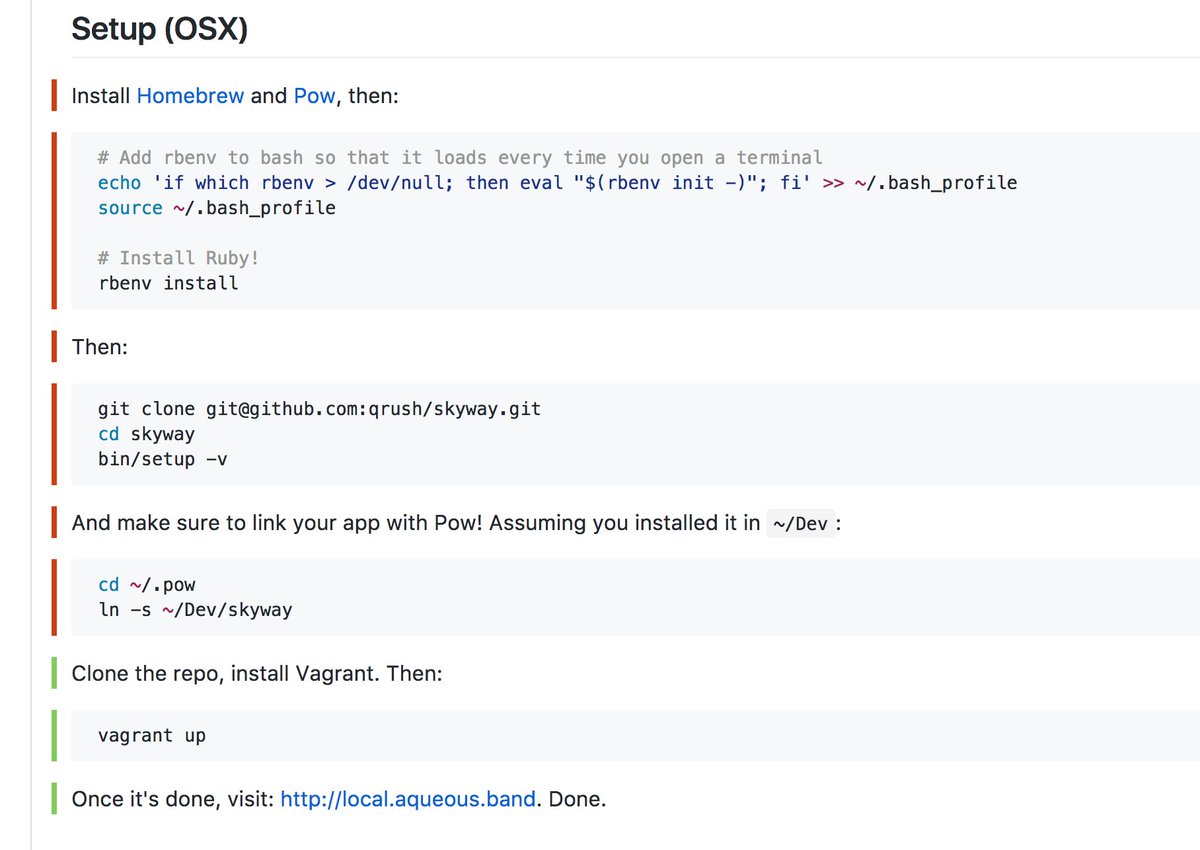 Setup (OSX)
Install Homebrew and Pow, then:
# Add rbenv to bash so that it loads every time you open a terminal
echo 'if which rbenv > /dev/null; then eval "$(rbenv init -)"; fi' >> ~/.bash_profile
source ~/.bash_profile
# Install Ruby!
rbenv install
Then:
git clone git@github.com:qrush/skyway.git
cd skyway
bin/setup -v
And make sure to link your app with Pow! Assuming you installed it in ~/Dev :
cd ~/.pow
ln -s ~/Dev/skyway
Clone the repo, install Vagrant. Then:
vagrant up
Once it's done, visit: http://local.aqueous.band. Done.